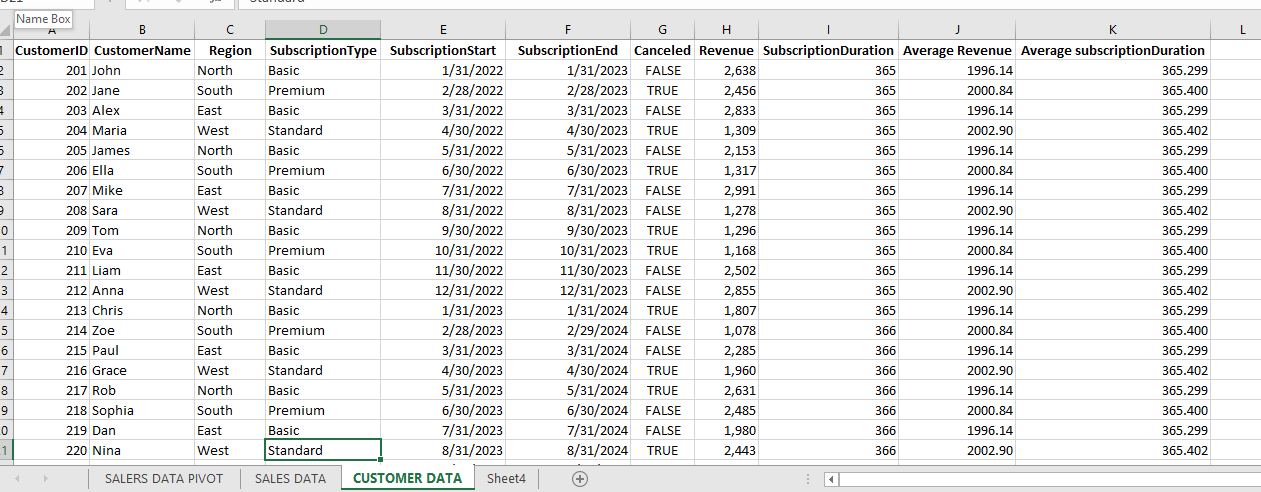 Name Box
A B C D E F G H I J K L
1 CustomerID CustomerName Region SubscriptionType SubscriptionStart SubscriptionEnd Canceled Revenue SubscriptionDuration Average Revenue Average subscriptionDuration
2 201 John North Basic 1/31/2022 1/31/2023 FALSE 2,638 365 1996.14 365.299
3 202 Jane South Premium 2/28/2022 2/28/2023 TRUE 2,456 365 2000.84 365.400
4 203 Alex East Basic 3/31/2022 3/31/2023 FALSE 2,833 365 1996.14 365.299
5 204 Maria West Standard 4/30/2022 4/30/2023 TRUE 1,309 365 2002.90 365.402
6 205 James North Basic 5/31/2022 5/31/2023 FALSE 2,153 365 1996.14 365.299
7 206 Ella South Premium 6/30/2022 6/30/2023 TRUE 1,317 365 2000.84 365.400
8 207 Mike East Basic 7/31/2022 7/31/2023 FALSE 2,991 365 1996.14 365.299
9 208 Sara West Standard 8/31/2022 8/31/2023 FALSE 1,278 365 2002.90 365.402
0 209 Tom North Basic 9/30/2022 9/30/2023 TRUE 1,296 365 1996.14 365.299
1 210 Eva South Premium 10/31/2022 10/31/2023 TRUE 1,168 365 2000.84 365.400
2 211 Liam East Basic 11/30/2022 11/30/2023 FALSE 2,502 365 1996.14 365.299
3 212 Anna West Standard 12/31/2022 12/31/2023 FALSE 2,855 365 2002.90 365.402
4 213 Chris North Basic 1/31/2023 1/31/2024 TRUE 1,807 365 1996.14 365.299
5 214 Zoe South Premium 2/28/2023 2/29/2024 FALSE 1,078 366 2000.84 365.400
6 215 Paul East Basic 3/31/2023 3/31/2024 FALSE 2,285 366 1996.14 365.299
7 216 Grace West Standard 4/30/2023 4/30/2024 TRUE 1,960 366 2002.90 365.402
8 217 Rob North Basic 5/31/2023 5/31/2024 TRUE 2,631 366 1996.14 365.299
9 218 Sophia South Premium 6/30/2023 6/30/2024 FALSE 2,485 366 2000.84 365.400
0 219 Dan East Basic 7/31/2023 7/31/2024 FALSE 1,980 366 1996.14 365.299
1 220 Nina West Standard 8/31/2023 8/31/2024 TRUE 2,443 366 2002.90 365.402
SALERS DATA PIVOT SALES DATA CUSTOMER DATA Sheet4